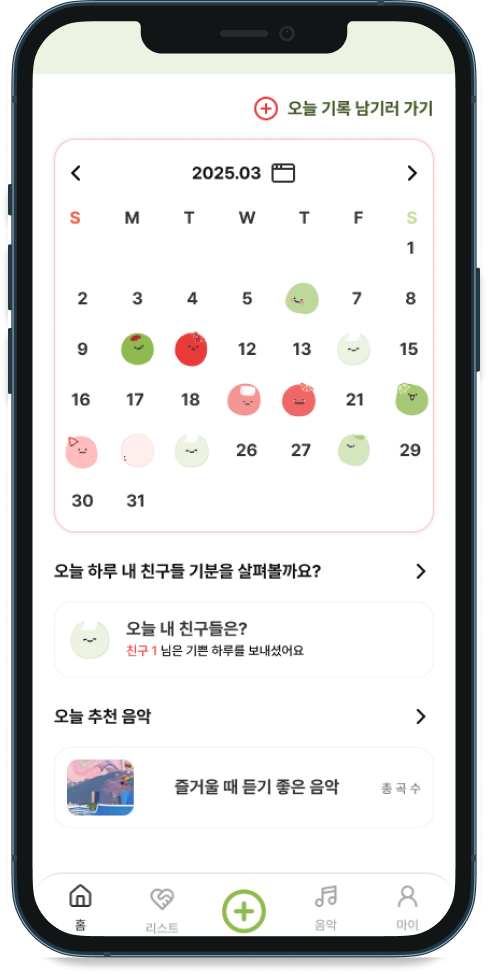 오늘 기록 남기러 가기
2025.03
S M T W T F S
1
2 3 4 5 7 8
9 12 13 15
16 17 18 21
26 27 29
30 31
오늘 하루 내 친구들 기분을 살펴볼까요?
오늘 내 친구들은?
친구 1 님은 기쁜 하루를 보내셨어요
오늘 추천 음악
즐거울 때 듣기 좋은 음악 총 곡 수
홈 리스트 음악 마이